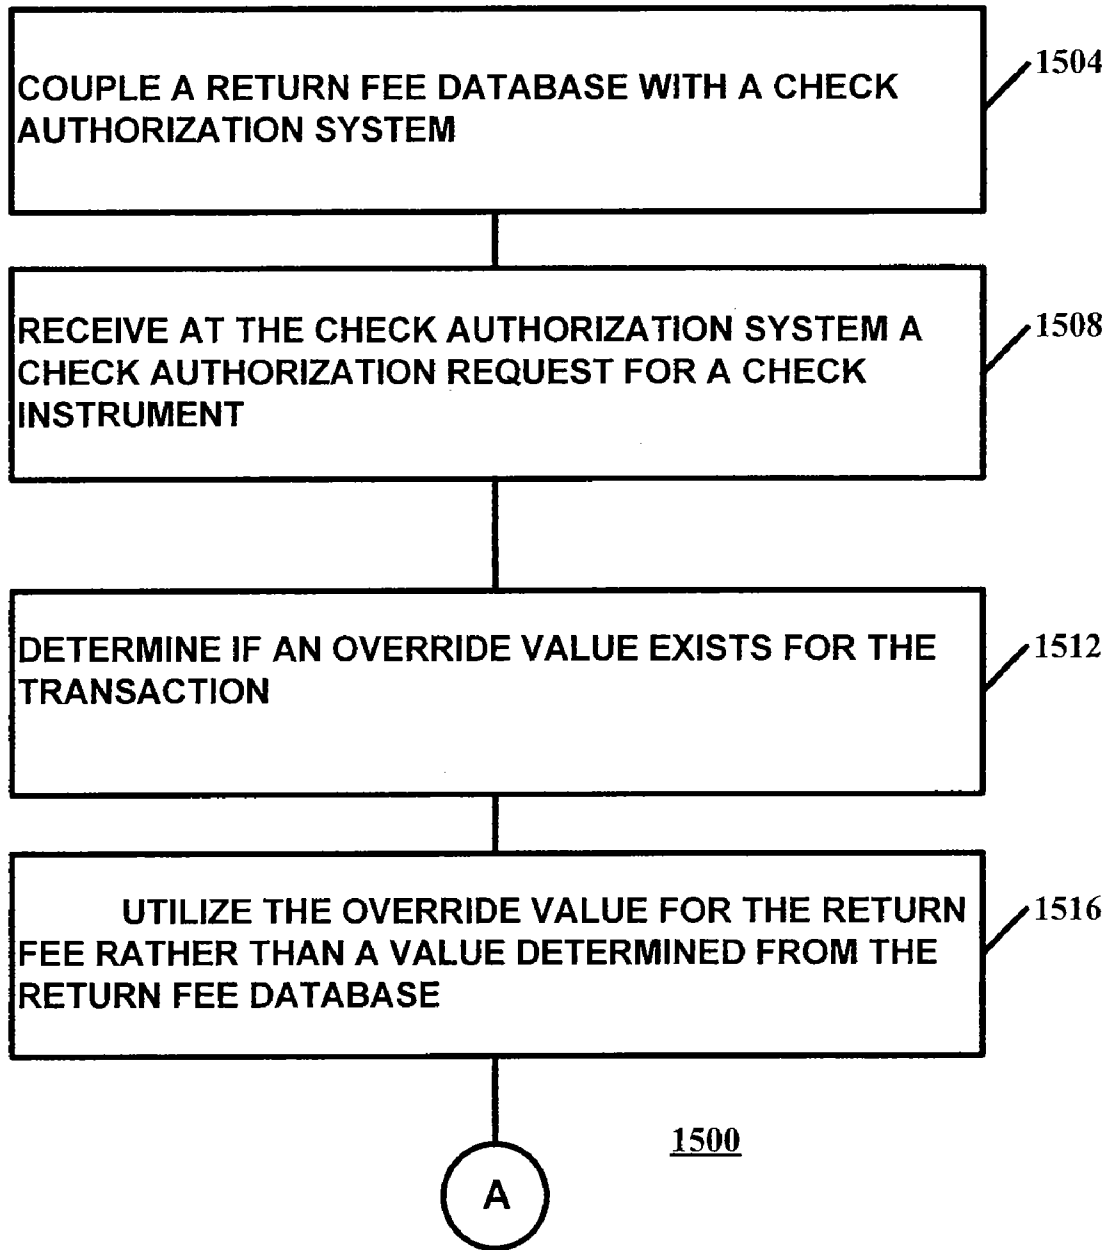 COUPLE A RETURN FEE DATABASE WITH A CHECK
AUTHORIZATION SYSTEM
1504
RECEIVE AT THE CHECK AUTHORIZATION SYSTEM A
CHECK AUTHORIZATION REQUEST FOR A CHECK
INSTRUMENT
1508
DETERMINE IF AN OVERRIDE VALUE EXISTS FOR THE
TRANSACTION
1512
UTILIZE THE OVERRIDE VALUE FOR THE RETURN
FEE RATHER THAN A VALUE DETERMINED FROM THE
RETURN FEE DATABASE
1516
1500
A